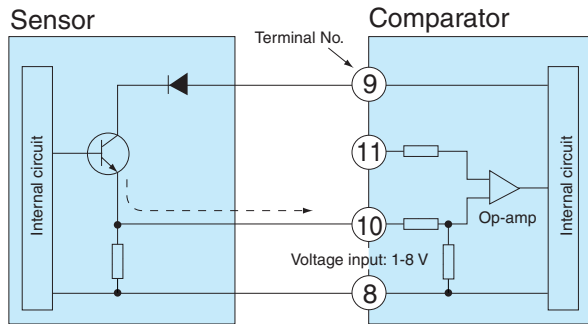 Sensor
Comparator
Terminal No.
9
11
10
8
Internal circuit
Internal circuit
Op-amp
Voltage input: 1-8 V